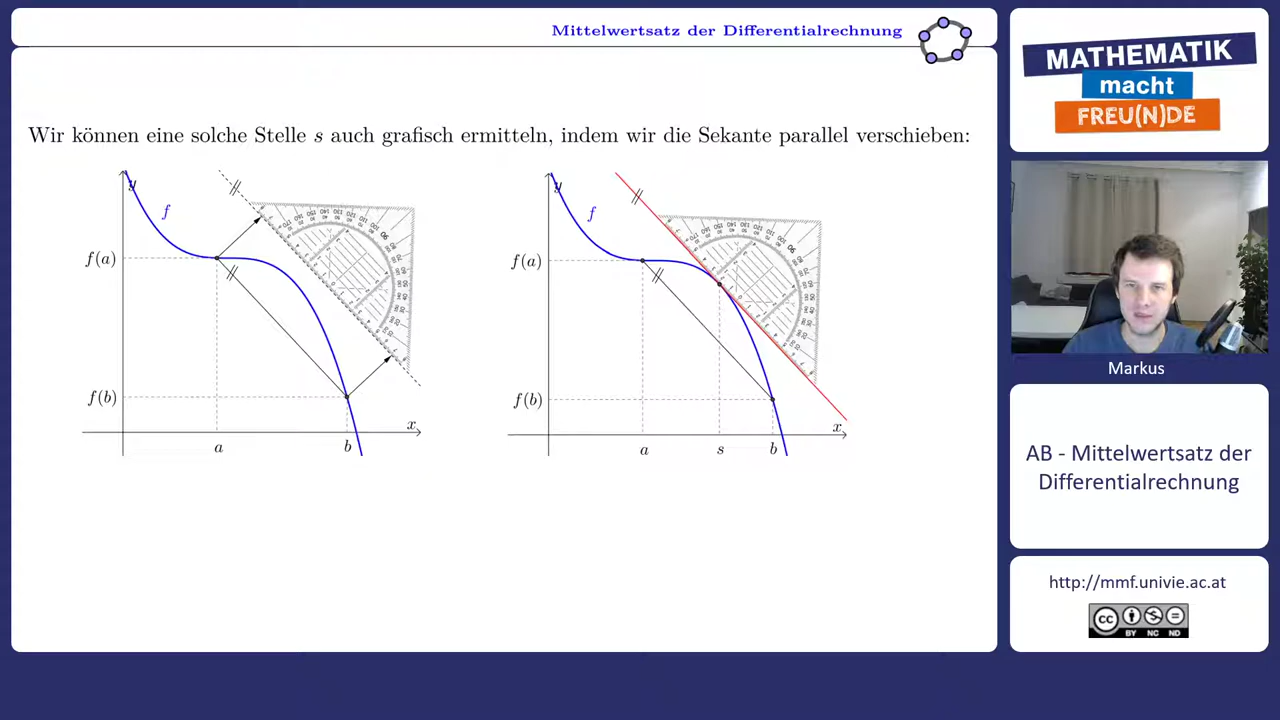 Mittelwertsatz der Differentialrechnung
Wir können eine solche Stelle s auch grafisch ermitteln, indem wir die Sekante parallel verschieben:
y
f
f(a)
f(b)
a
b
x
y
f
f(a)
f(b)
a
s
b
x
MATHEMATIK
macht
FREU(N)DE
Markus
AB - Mittelwertsatz der
Differentialrechnung
http://mmf.univie.ac.at
CC
BY NC ND